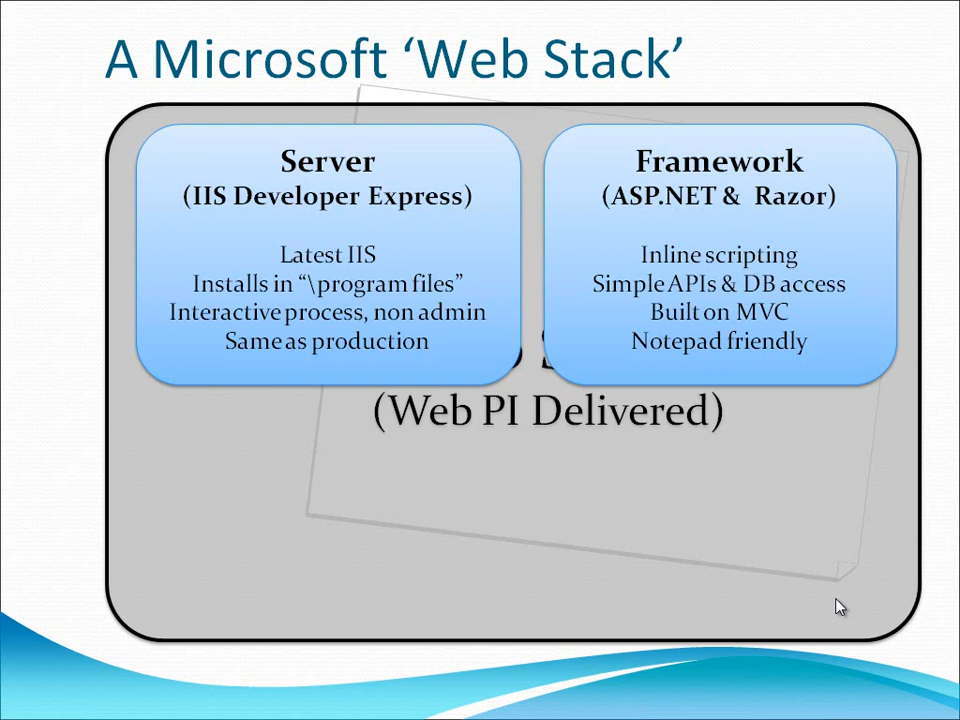 A Microsoft ‘Web Stack’
Server
(IIS Developer Express)
Latest IIS
Installs in “\program files”
Interactive process, non admin
Same as production
Framework
(ASP.NET & Razor)
Inline scripting
Simple APIs & DB access
Built on MVC
Notepad friendly
(Web PI Delivered)